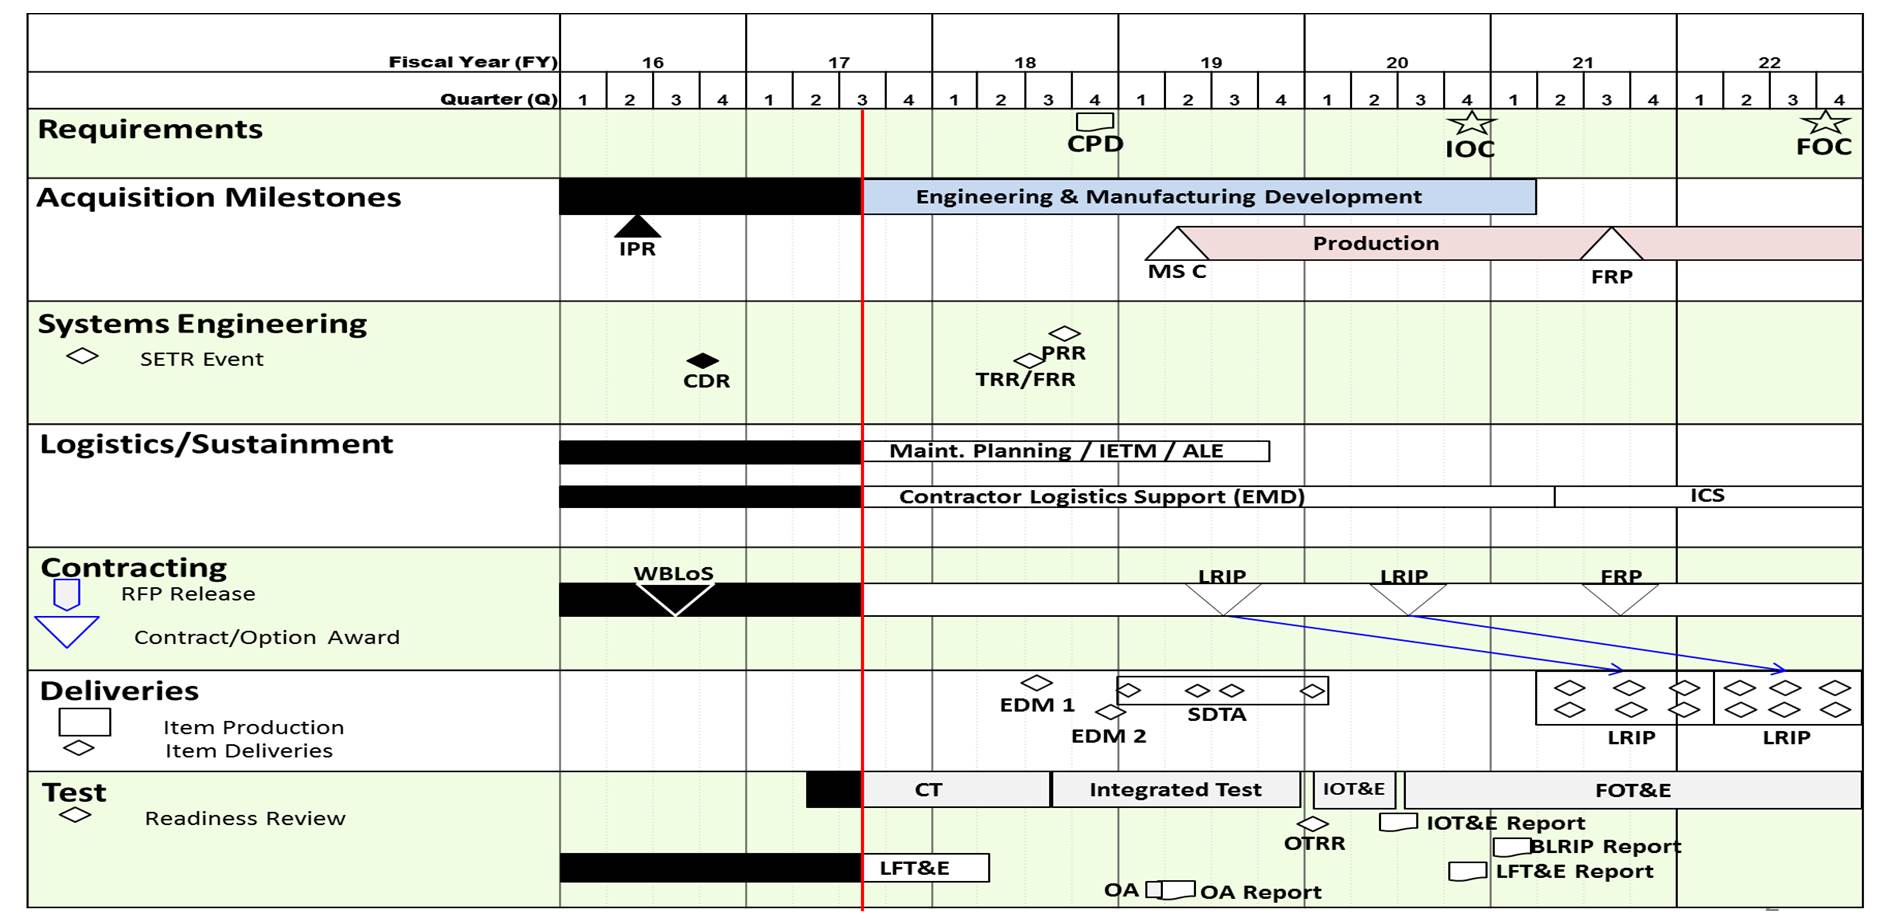 Fiscal Year (FY) 16 17 18 19 20 21 22
Quarter (Q) 1 2 3 4 1 2 3 4 1 2 3 4 1 2 3 4 1 2 3 4 1 2 3 4 1 2 3 4
Requirements
CPD
IOC
FOC
Acquisition Milestones
Engineering & Manufacturing Development
Production
IPR
MS C
FRP
Systems Engineering
SETR Event
CDR
PRR
TRR/FRR
Logistics/Sustainment
Maint. Planning / IETM / ALE
Contractor Logistics Support (EMD)
ICS
Contracting
RFP Release
Contract/Option Award
WBLoS
LRIP
LRIP
FRP
Deliveries
Item Production
Item Deliveries
EDM 1
EDM 2
SDTA
LRIP
LRIP
Test
Readiness Review
CT
Integrated Test
IOT&E
FOT&E
OTRR
IOT&E Report
BLRIP Report
LFT&E
LFT&E Report
OA
OA Report